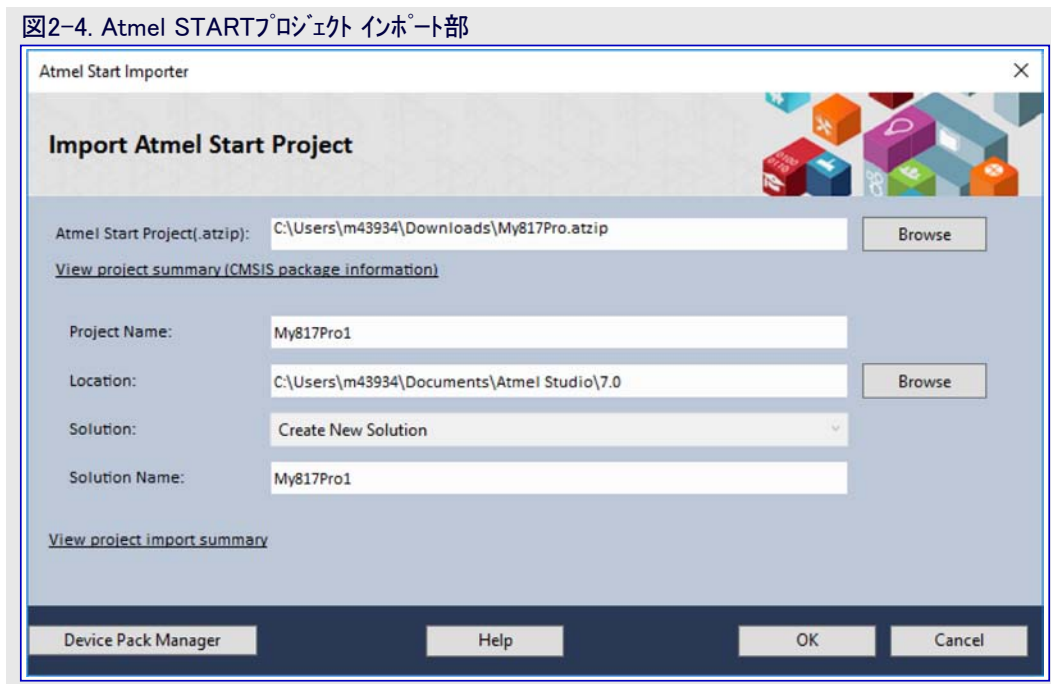 図2-4. Atmel STARTプロジェクト インポート部
Atmel Start Importer
Import Atmel Start Project
Atmel Start Project(.atzip): C:\Users\m43934\Downloads\My817Pro.atzip Browse
View project summary (CMSIS package information)
Project Name: My817Pro1
Location: C:\Users\m43934\Documents\Atmel Studio\7.0 Browse
Solution: Create New Solution
Solution Name: My817Pro1
View project import summary
Device Pack Manager Help OK Cancel